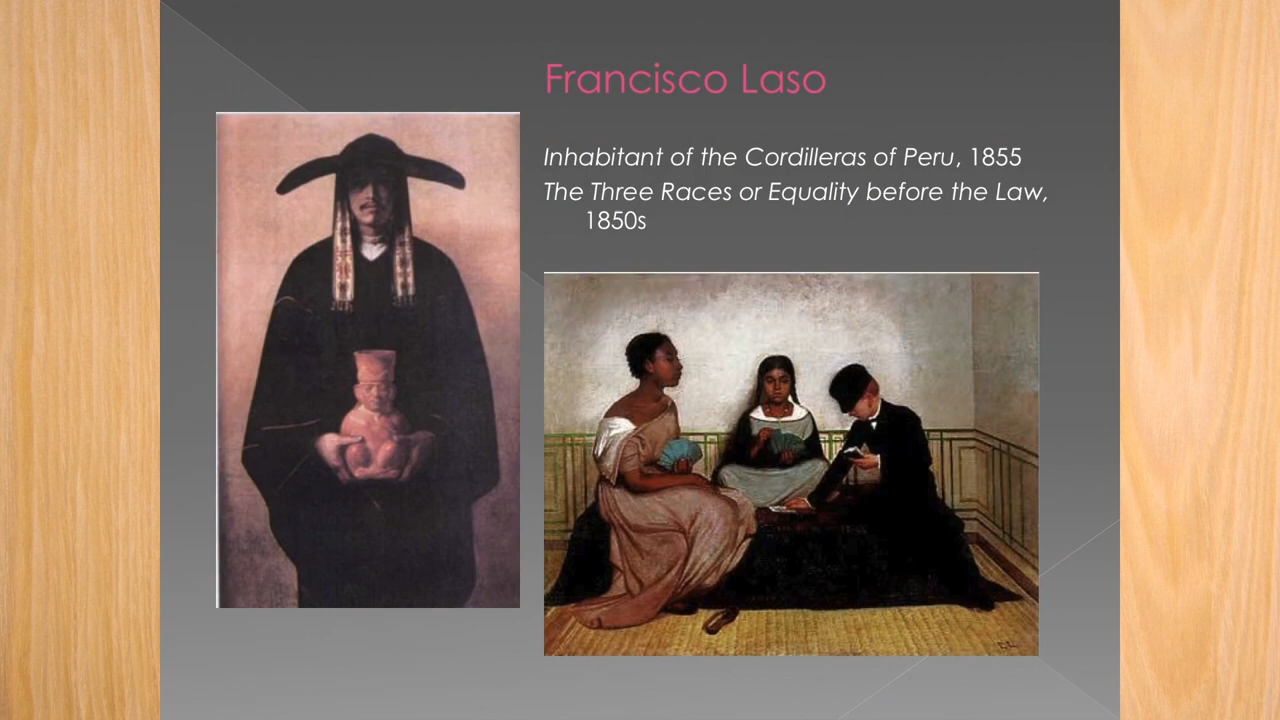 Francisco Laso
Inhabitant of the Cordilleras of Peru, 1855
The Three Races or Equality before the Law,
1850s